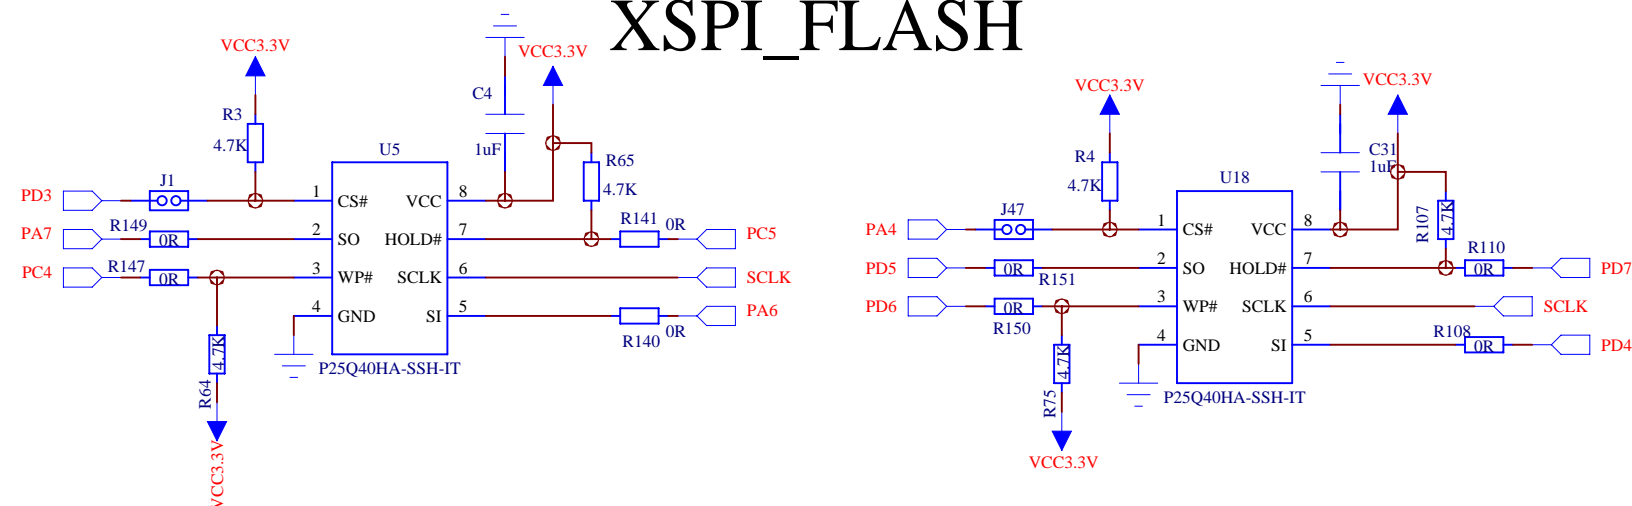 XSPI_FLASH
VCC3.3V
R3
4.7K
C4
1uF
VCC3.3V
R65
4.7K
U5
PD3
J1
1 CS#
VCC 8
PA7
R149
0R
2 SO
HOLD# 7
R141
0R
PC5
PC4
R147
0R
3 WP#
SCLK 6
SCLK
4 GND
SI 5
R140
0R
PA6
P25Q40HA-SSH-IT
R64
4.7K
VCC3.3V
VCC3.3V
R4
4.7K
C31
1uF
VCC3.3V
R107
4.7K
U18
PA4
J47
1 CS#
VCC 8
PD5
0R
R151
2 SO
HOLD# 7
R110
0R
PD7
PD6
0R
R150
3 WP#
SCLK 6
SCLK
4 GND
SI 5
R108
0R
PD4
P25Q40HA-SSH-IT
R75
4.7K
VCC3.3V